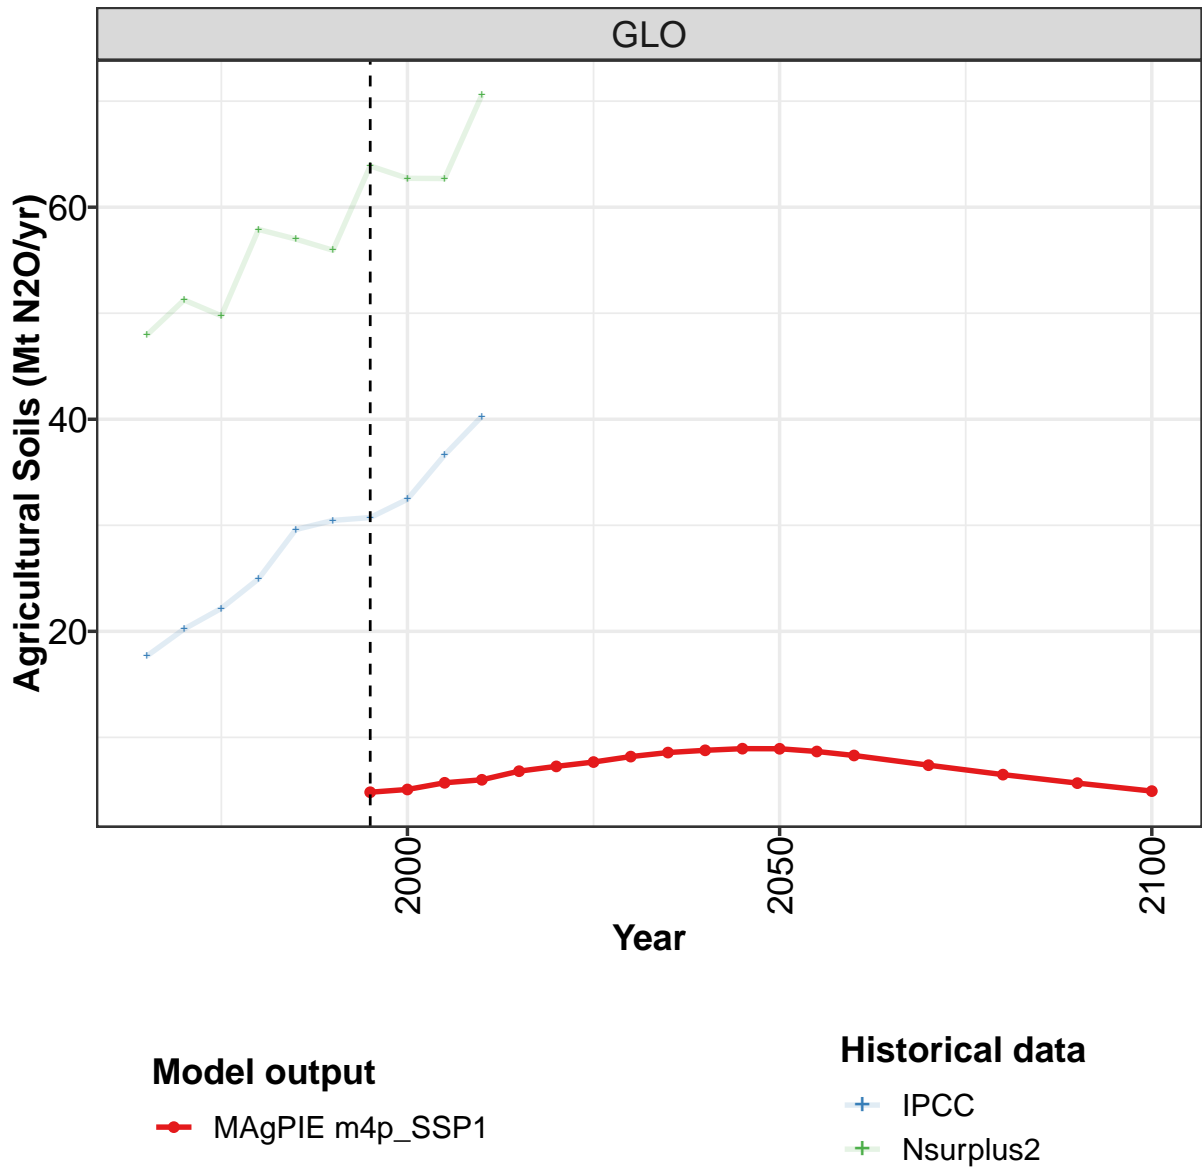 GLO
Agricultural Soils (Mt N2O/yr)
60
40
20
2000
2050
2100
Year
Model output
MAgPIE m4p_SSP1
Historical data
IPCC
Nsurplus2